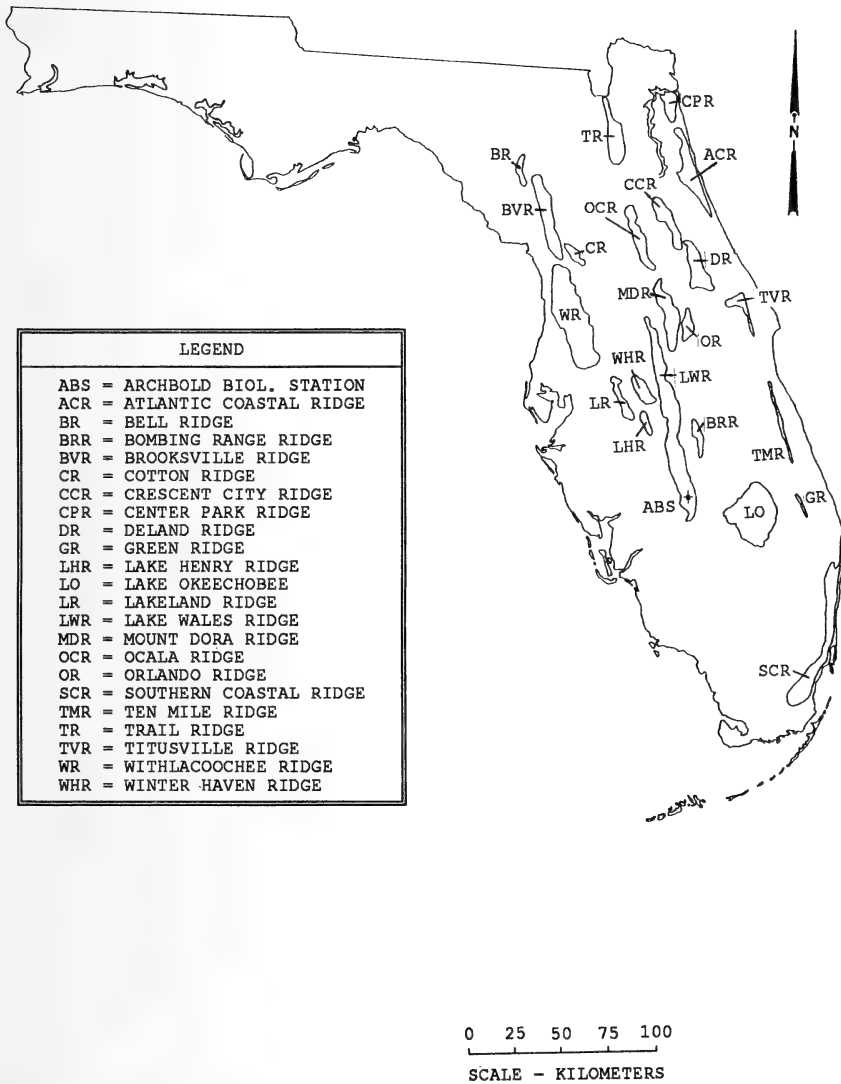 CPR
N
TR
ACR
BR
CCR
BVR
OCR
CR
DR
MDR
TVR
WR
OR
WHR
LWR
LR
BRR
LHR
TMR
ABS
LO
GR
SCR
LEGEND
ABS = ARCHBOLD BIOL. STATION
ACR = ATLANTIC COASTAL RIDGE
BR = BELL RIDGE
BRR = BOMBING RANGE RIDGE
BVR = BROOKSVILLE RIDGE
CR = COTTON RIDGE
CCR = CRESCENT CITY RIDGE
CPR = CENTER PARK RIDGE
DR = DELAND RIDGE
GR = GREEN RIDGE
LHR = LAKE HENRY RIDGE
LO = LAKE OKEECHOBEE
LR = LAKELAND RIDGE
LWR = LAKE WALES RIDGE
MDR = MOUNT DORA RIDGE
OCR = OCALA RIDGE
OR = ORLANDO RIDGE
SCR = SOUTHERN COASTAL RIDGE
TMR = TEN MILE RIDGE
TR = TRAIL RIDGE
TVR = TITUSVILLE RIDGE
WR = WITHLACOOCHEE RIDGE
WHR = WINTER HAVEN RIDGE
0 25 50 75 100
SCALE - KILOMETERS